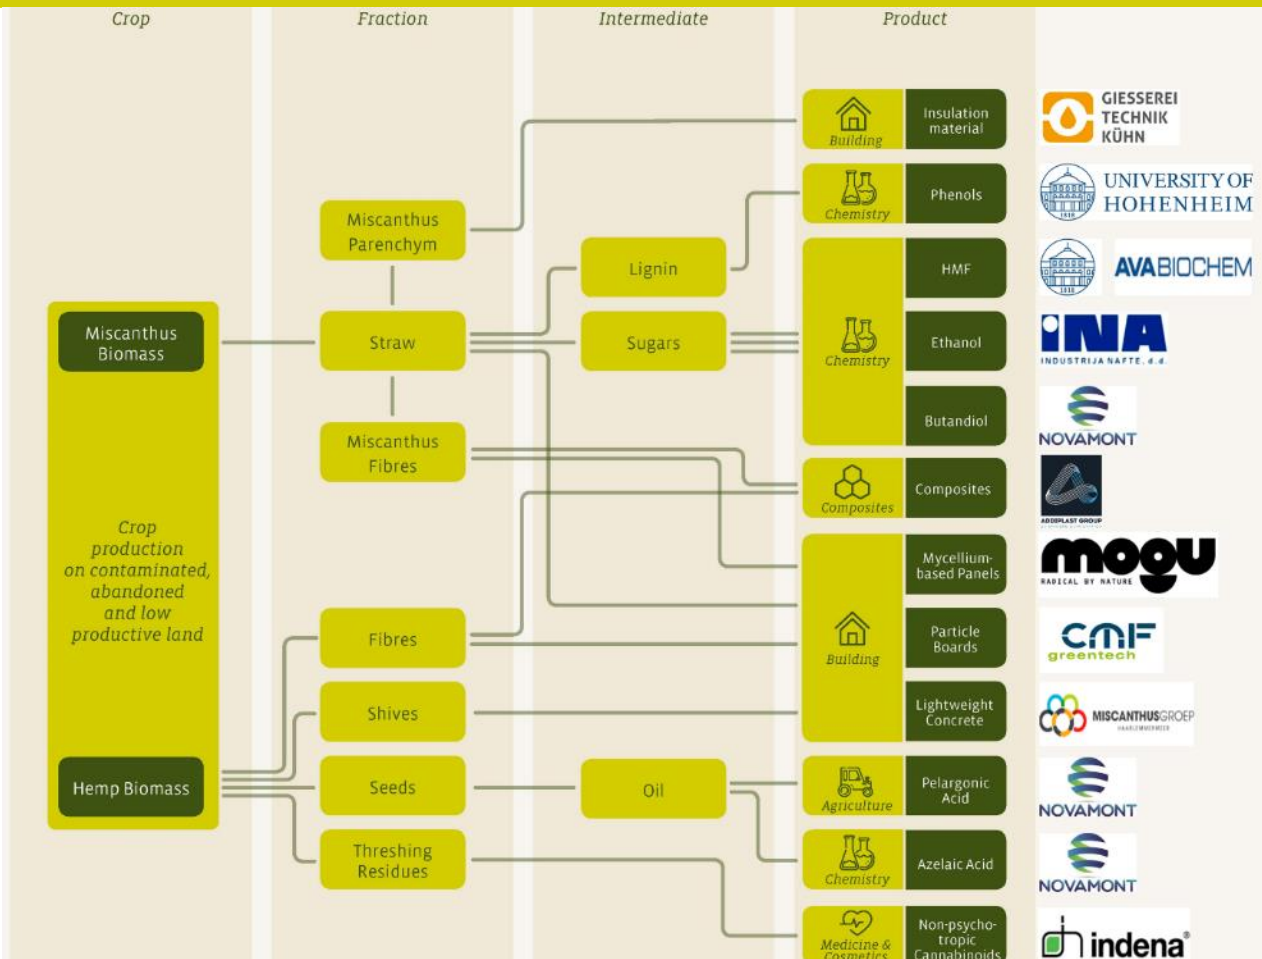 Crop
Fraction
Intermediate
Product
Insulation
material
Building
GIESSEREI
TECHNIK
KÜHN
Phenols
Chemistry
1818
UNIVERSITY OF
HOHENHEIM
Miscanthus
Parenchym
Lignin
HMF
1818
AVABIOCHEM
Miscanthus
Biomass
Straw
Sugars
Chemistry
Ethanol
INA
INDUSTRIJA NAFTE, d.d.
Butandiol
NOVAMONT
Miscanthus
Fibres
Composites
Composites
ADDIPLAST GROUP
Crop
production
on contaminated,
abandoned
and low
productive land
Mycellium-
based Panels
mogu
RADICAL BY NATURE
Fibres
Building
Particle
Boards
CMF
greentech
Shives
Lightweight
Concrete
MISCANTHUSGROEP
HAARLEMMERMEER
Hemp Biomass
Seeds
Oil
Agriculture
Pelargonic
Acid
NOVAMONT
Threshing
Residues
Chemistry
Azelaic Acid
NOVAMONT
Medicine &
Cosmetics
Non-psycho-
tropic
Cannabinoids
indena®